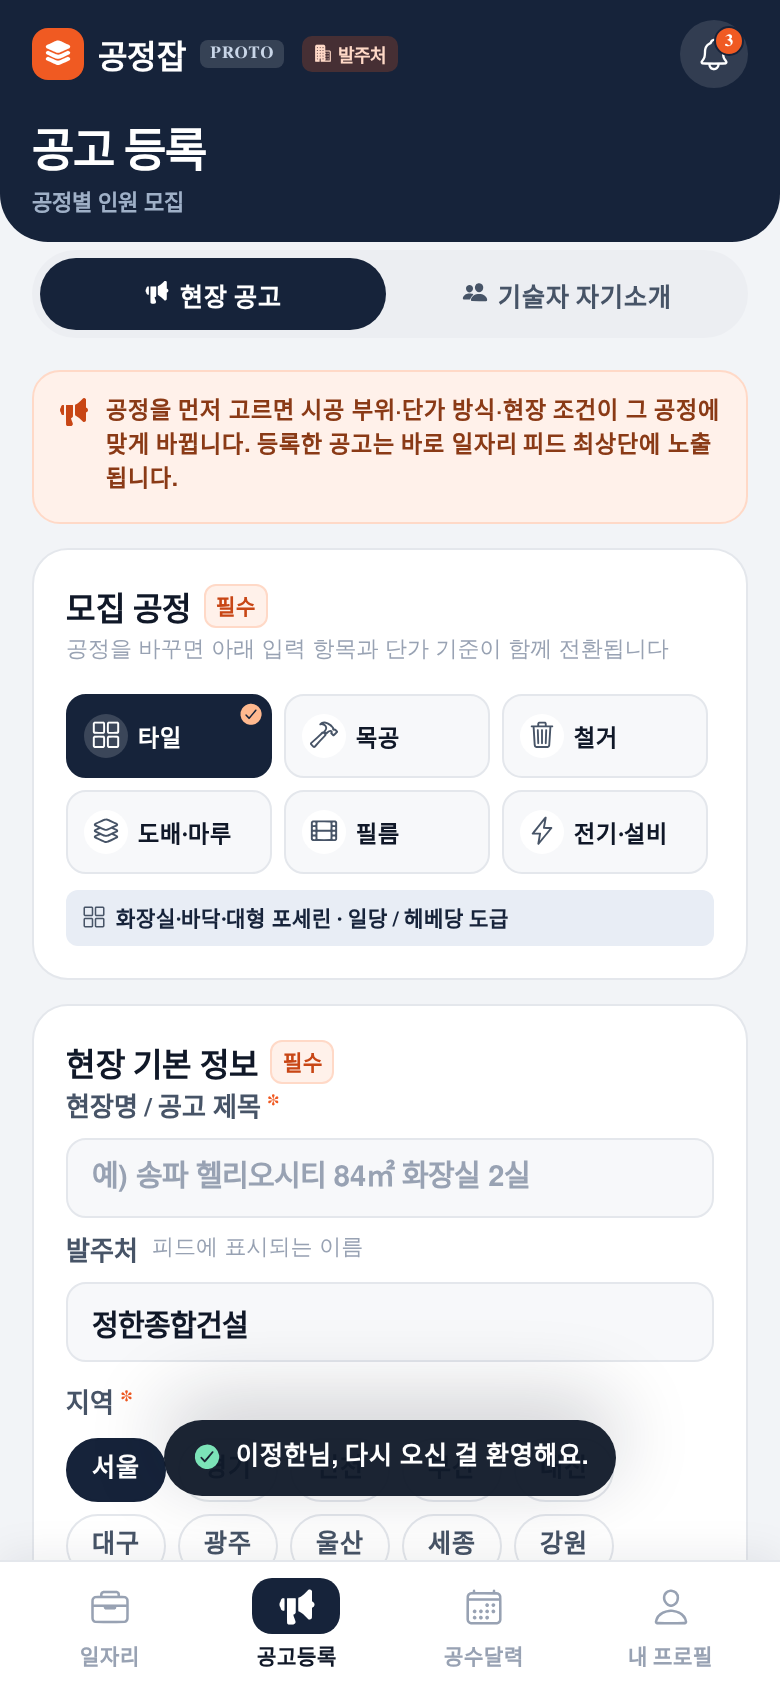 공정잡 PROTO 발주처 3
공고 등록
공정별 인원 모집
현장 공고 기술자 자기소개
공정을 먼저 고르면 시공 부위·단가 방식·현장 조건이 그 공정에
맞게 바뀝니다. 등록한 공고는 바로 일자리 피드 최상단에 노출
됩니다.
모집 공정 필수
공정을 바꾸면 아래 입력 항목과 단가 기준이 함께 전환됩니다
타일 목공 철거
도배·마루 필름 전기·설비
화장실·바닥·대형 포세린 · 일당 / 헤베당 도급
현장 기본 정보 필수
현장명 / 공고 제목 *
예) 송파 헬리오시티 84㎡ 화장실 2실
발주처 피드에 표시되는 이름
정한종합건설
지역 *
이정한님, 다시 오신 걸 환영해요.
서울
대구 광주 울산 세종 강원
일자리 공고등록 공수달력 내 프로필